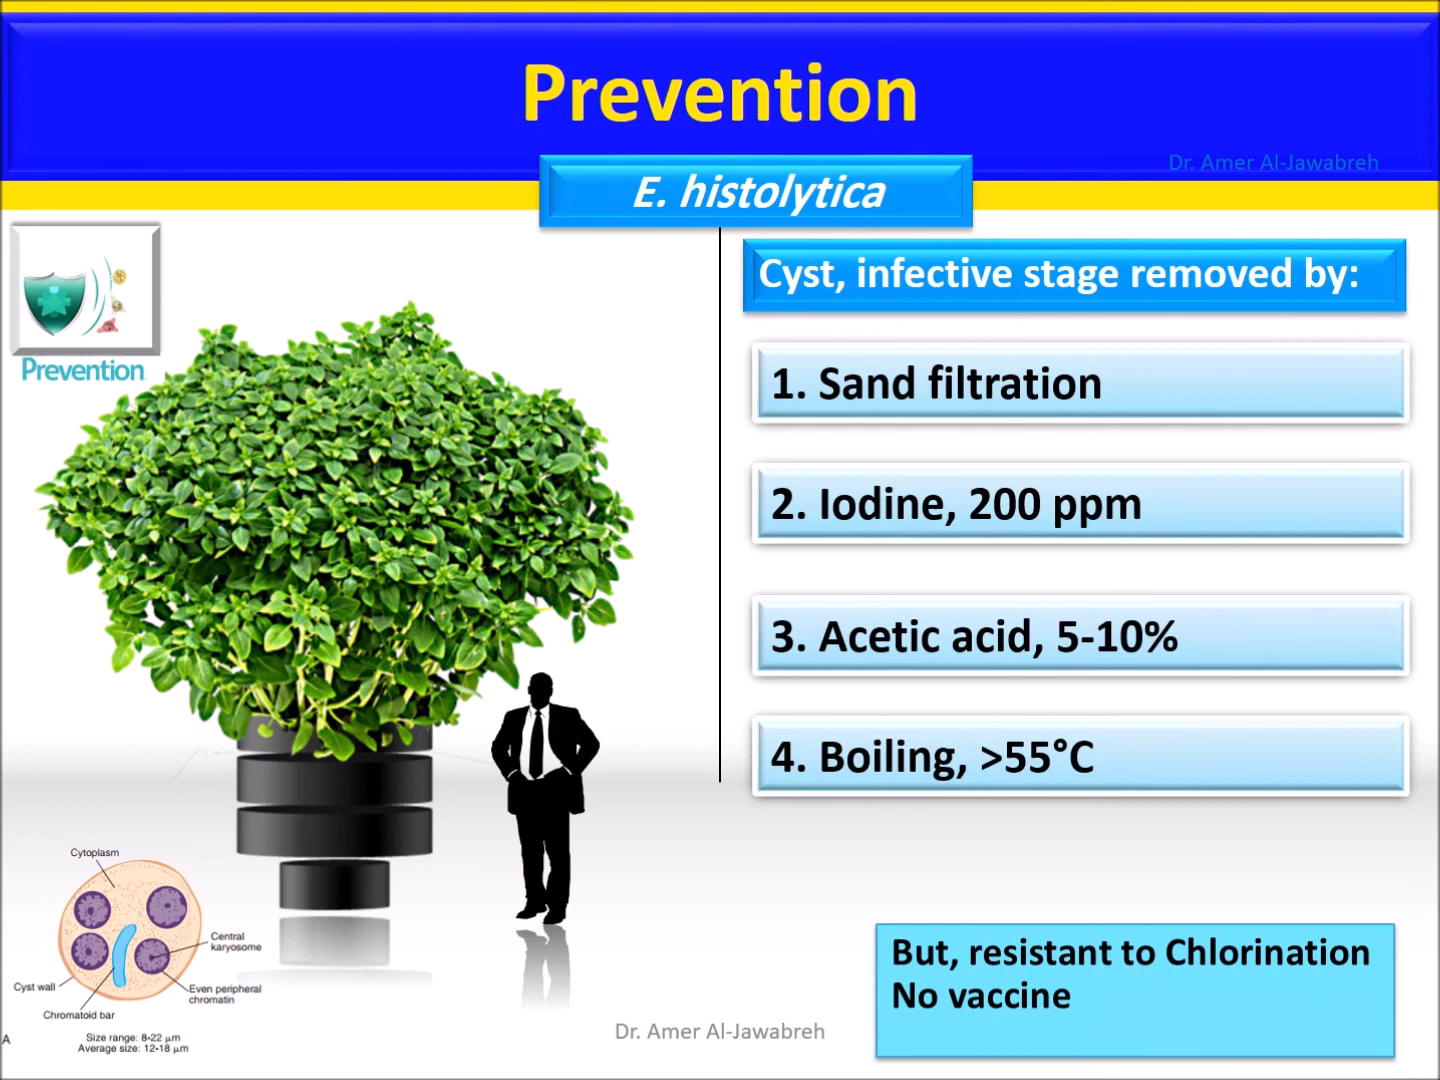 Prevention
Dr. Amer Al-Jawabreh
E. histolytica
Prevention
Cyst, infective stage removed by:
1. Sand filtration
2. Iodine, 200 ppm
3. Acetic acid, 5-10%
4. Boiling, >55°C
Cytoplasm
Central
karyosome
Cyst wall
Even peripheral
chromatin
Chromatoid bar
A
Size range: 8-22 µm
Average size: 12-18 µm
But, resistant to Chlorination
No vaccine
Dr. Amer Al-Jawabreh